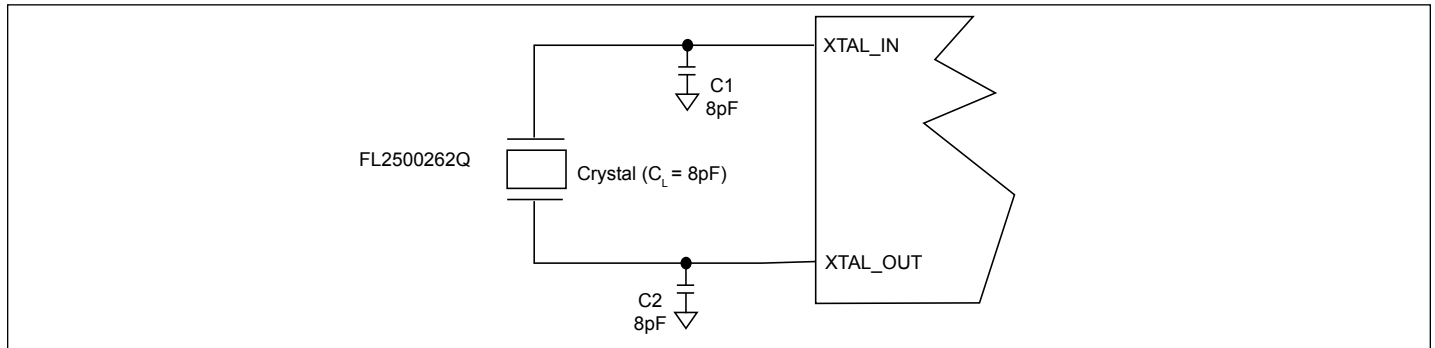 XTAL_IN
C1
8pF
FL2500262Q
Crystal (C_L = 8pF)
XTAL_OUT
C2
8pF